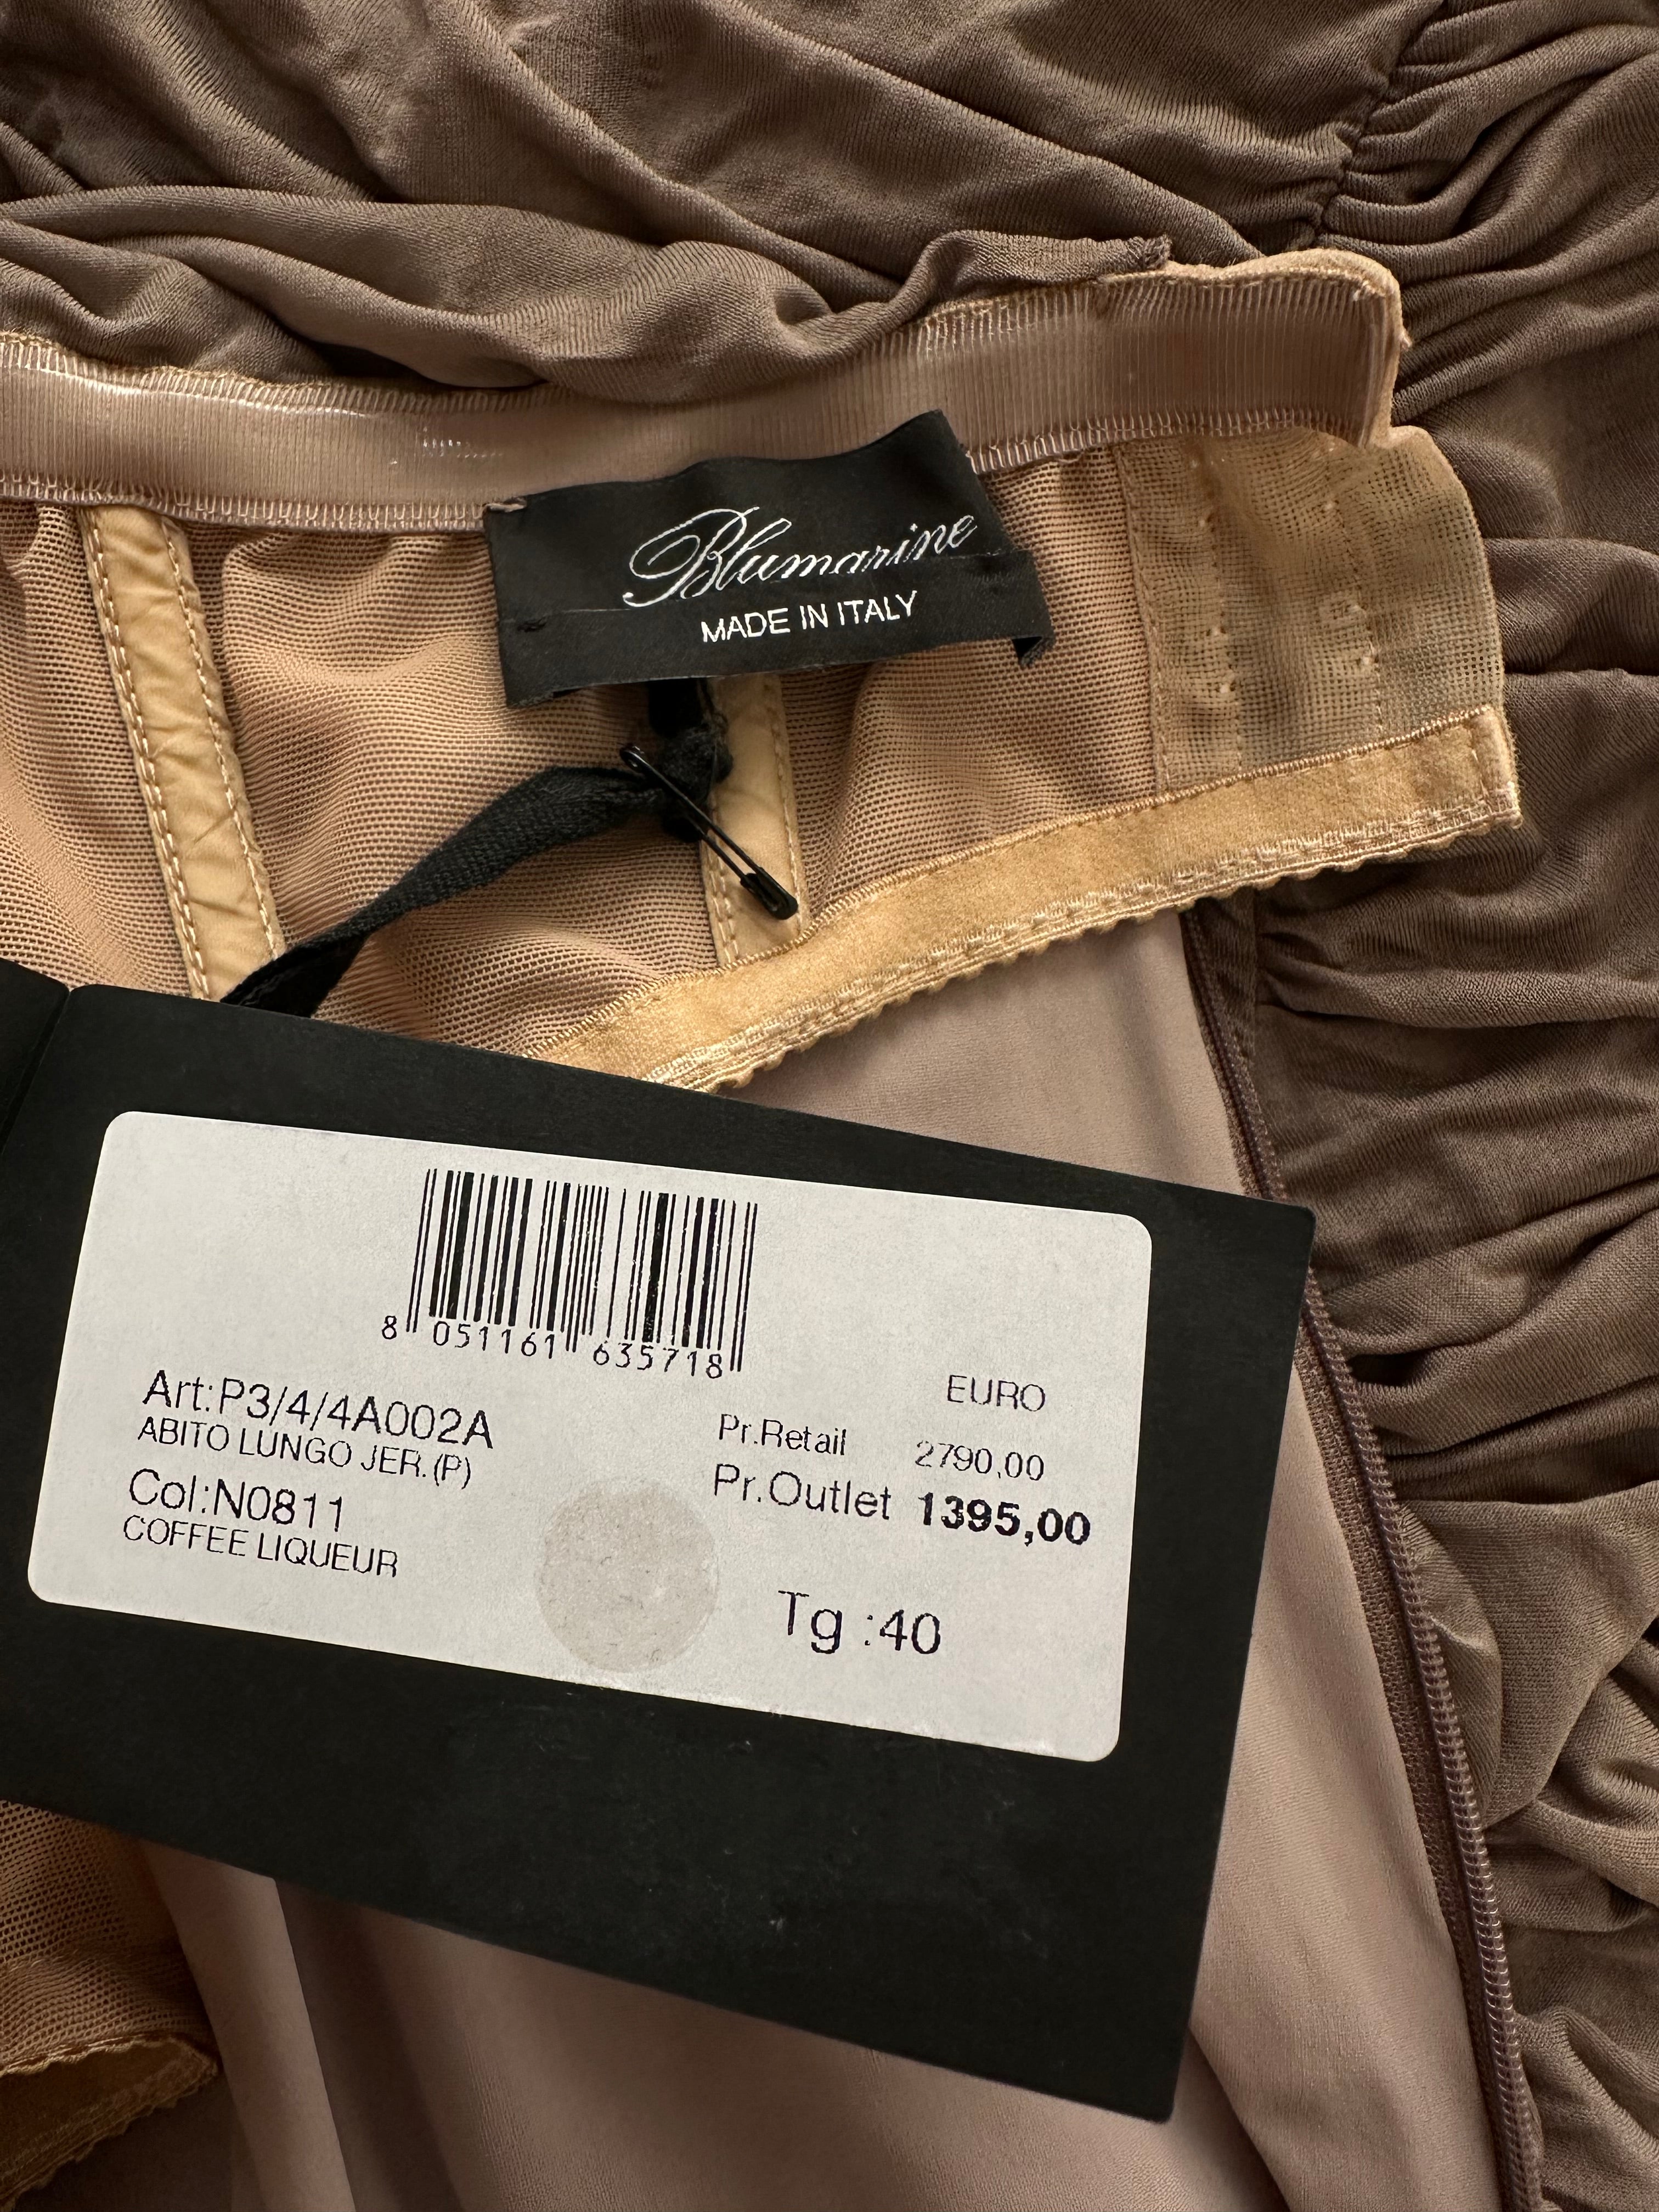 Blumarine
MADE IN ITALY
8 051161 635718
Art:P3/4/4A002A
ABITO LUNGO JER.(P)
Col:N0811
COFFEE LIQUEUR
EURO
Pr.Retail 2790,00
Pr.Outlet 1395,00
Tg :40